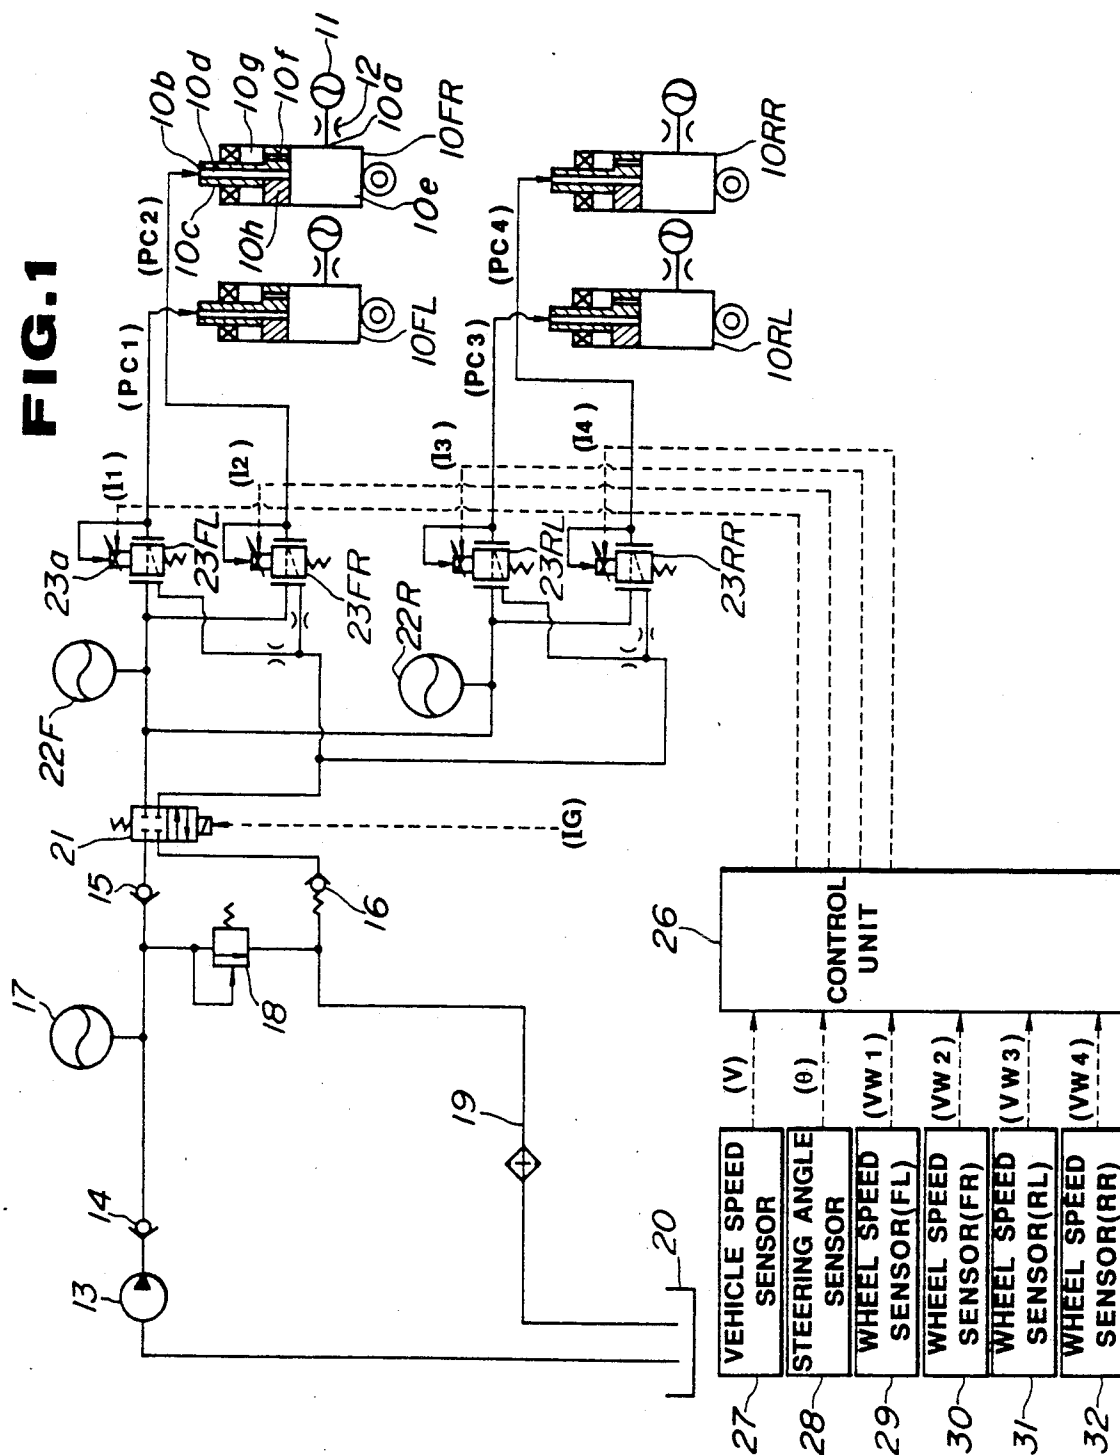 FIG.1
10b
10d
10g
10f
11
12
10a
10FR
10e
10c
10h
(PC2)
(PC1)
10FL
10RR
(PC4)
(PC3)
10RL
(I1)
(I2)
(I3)
(I4)
23a
23FL
23FR
23RL
23RR
22F
22R
21
(IG)
15
16
17
18
14
13
19
20
26
CONTROL
UNIT
(V)
(θ)
(VW1)
(VW2)
(VW3)
(VW4)
VEHICLE SPEED
SENSOR
STEERING ANGLE
SENSOR
WHEEL SPEED
SENSOR(FL)
WHEEL SPEED
SENSOR(FR)
WHEEL SPEED
SENSOR(RL)
WHEEL SPEED
SENSOR(RR)
27
28
29
30
31
32